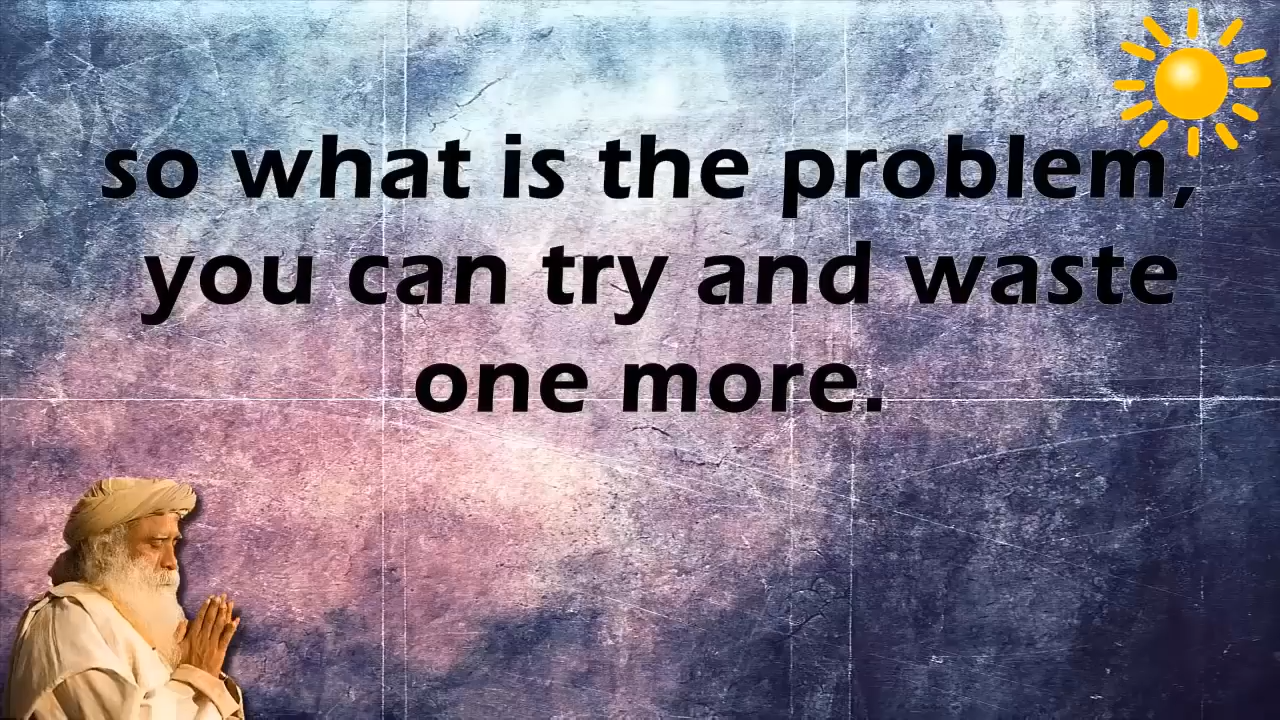 so what is the problem,
you can try and waste
one more.